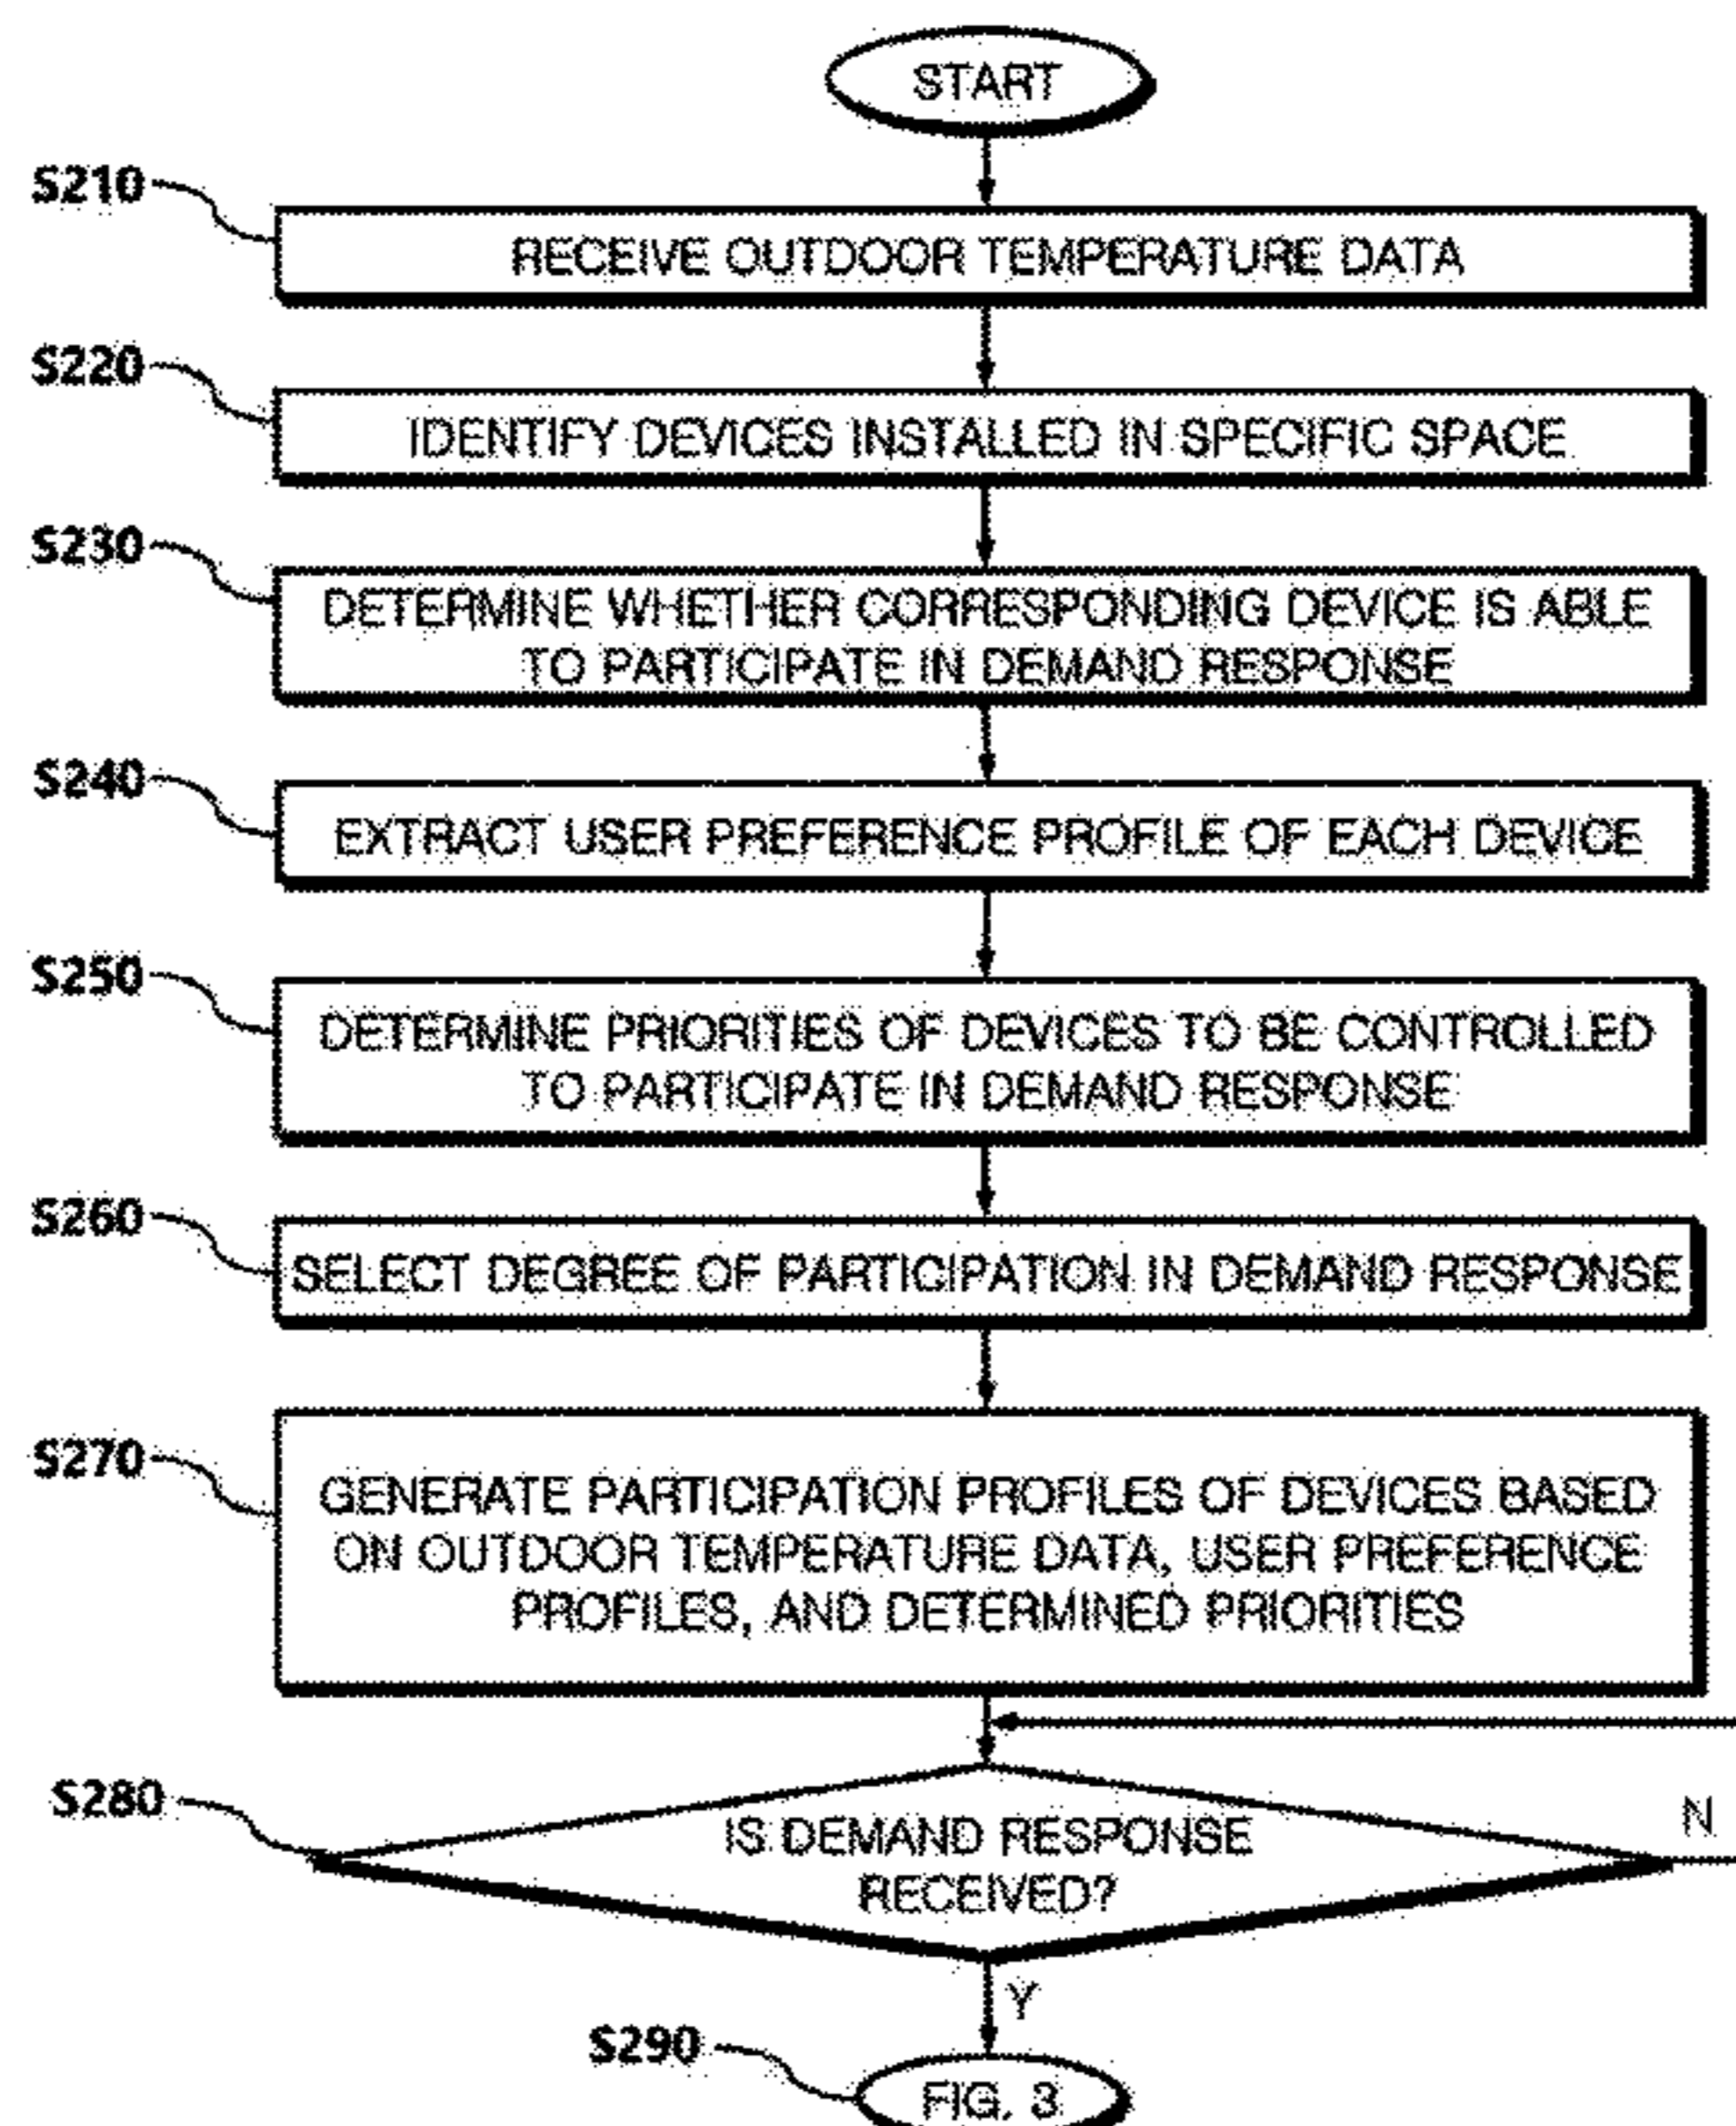 START
S210
RECEIVE OUTDOOR TEMPERATURE DATA
S220
IDENTIFY DEVICES INSTALLED IN SPECIFIC SPACE
S230
DETERMINE WHETHER CORRESPONDING DEVICE IS ABLE
TO PARTICIPATE IN DEMAND RESPONSE
S240
EXTRACT USER PREFERENCE PROFILE OF EACH DEVICE
S250
DETERMINE PRIORITIES OF DEVICES TO BE CONTROLLED
TO PARTICIPATE IN DEMAND RESPONSE
S260
SELECT DEGREE OF PARTICIPATION IN DEMAND RESPONSE
S270
GENERATE PARTICIPATION PROFILES OF DEVICES BASED
ON OUTDOOR TEMPERATURE DATA, USER PREFERENCE
PROFILES, AND DETERMINED PRIORITIES
S280
IS DEMAND RESPONSE
RECEIVED?
N
Y
S290
FIG. 3